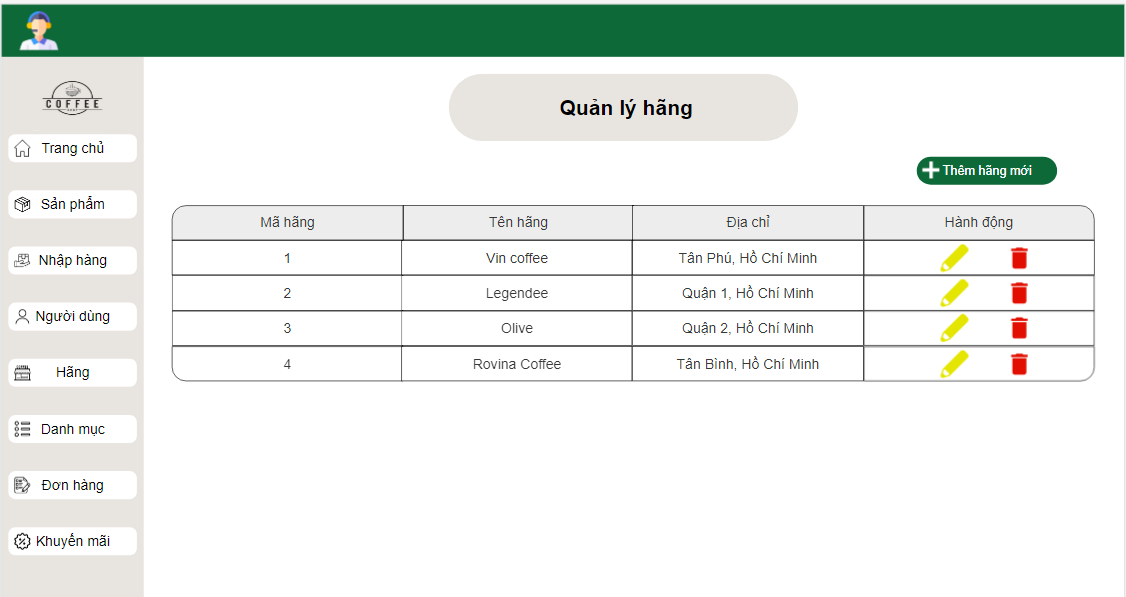 COFFEE
Quản lý hãng
Trang chủ
Thêm hãng mới
Sản phẩm
Mã hãng Tên hãng Địa chỉ Hành động
1 Vin coffee Tân Phú, Hồ Chí Minh
Nhập hàng
2 Legendee Quận 1, Hồ Chí Minh
Người dùng
3 Olive Quận 2, Hồ Chí Minh
Hãng
4 Rovina Coffee Tân Bình, Hồ Chí Minh
Danh mục
Đơn hàng
Khuyến mãi